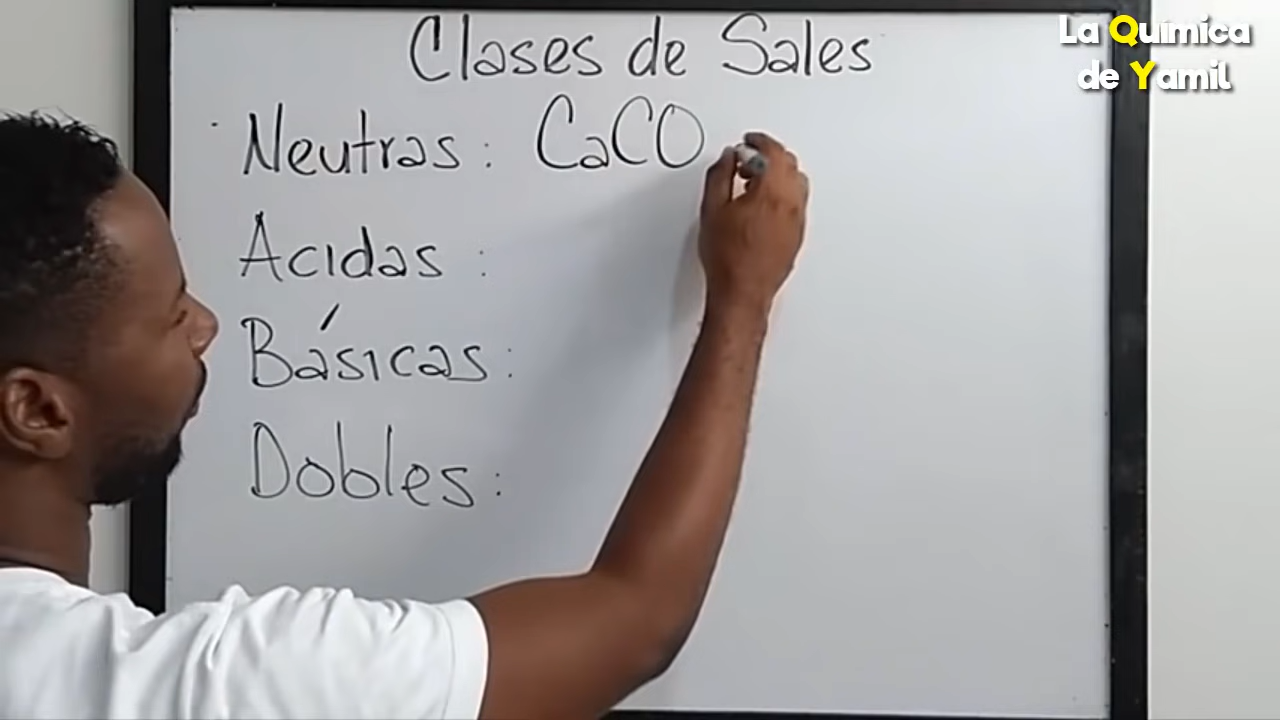 Clases de Sales
La Química
de Yamil
Neutras: CaCO
Acidas:
Básicas:
Dobles: